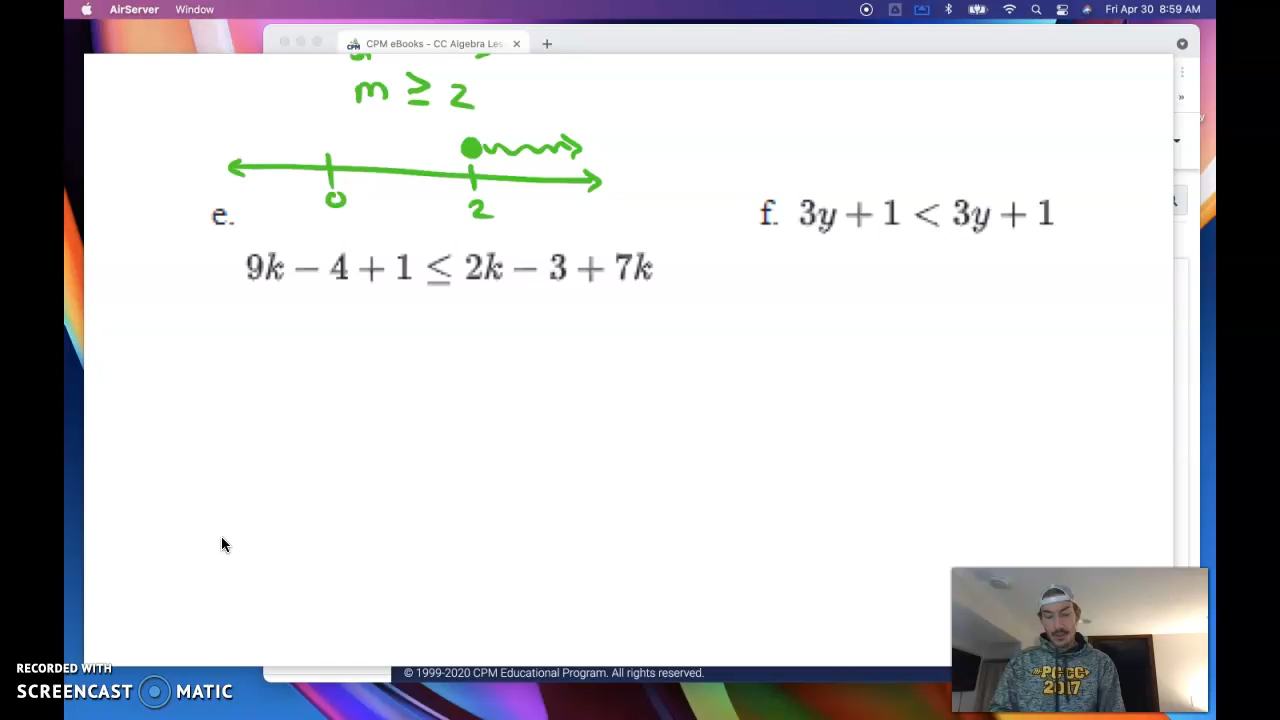 AirServer Window
Fri Apr 30 8:59 AM
CPM eBooks - CC Algebra Les
m ≥ 2
0
2
e.
9k − 4 + 1 ≤ 2k − 3 + 7k
f. 3y + 1 < 3y + 1
#PGCC+
2017
© 1999-2020 CPM Educational Program. All rights reserved.
RECORDED WITH
SCREENCAST MATIC